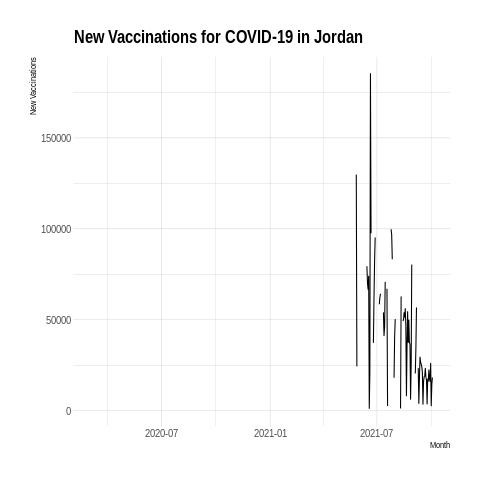 New Vaccinations for COVID-19 in Jordan
New Vaccinations
150000
100000
50000
0
2020-07 2021-01 2021-07
Month